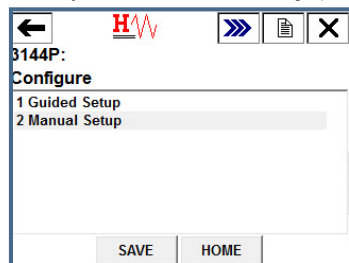 H
3144P:
Configure
1 Guided Setup
2 Manual Setup
SAVE HOME